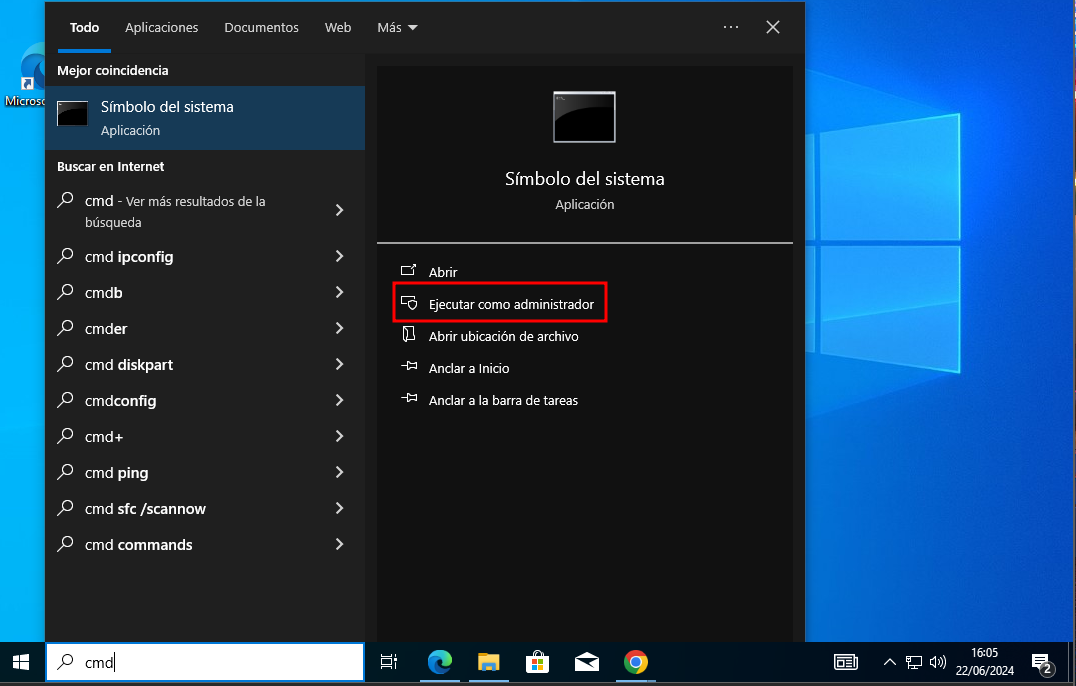 Todo Aplicaciones Documentos Web Más
Microso
Mejor coincidencia
Símbolo del sistema
Aplicación
Buscar en Internet
cmd - Ver más resultados de la
búsqueda
cmd ipconfig
cmdb
cmder
cmd diskpart
cmdconfig
cmd+
cmd ping
cmd sfc /scannow
cmd commands
Símbolo del sistema
Aplicación
Abrir
Ejecutar como administrador
Abrir ubicación de archivo
Anclar a Inicio
Anclar a la barra de tareas
cmd
16:05
22/06/2024
2